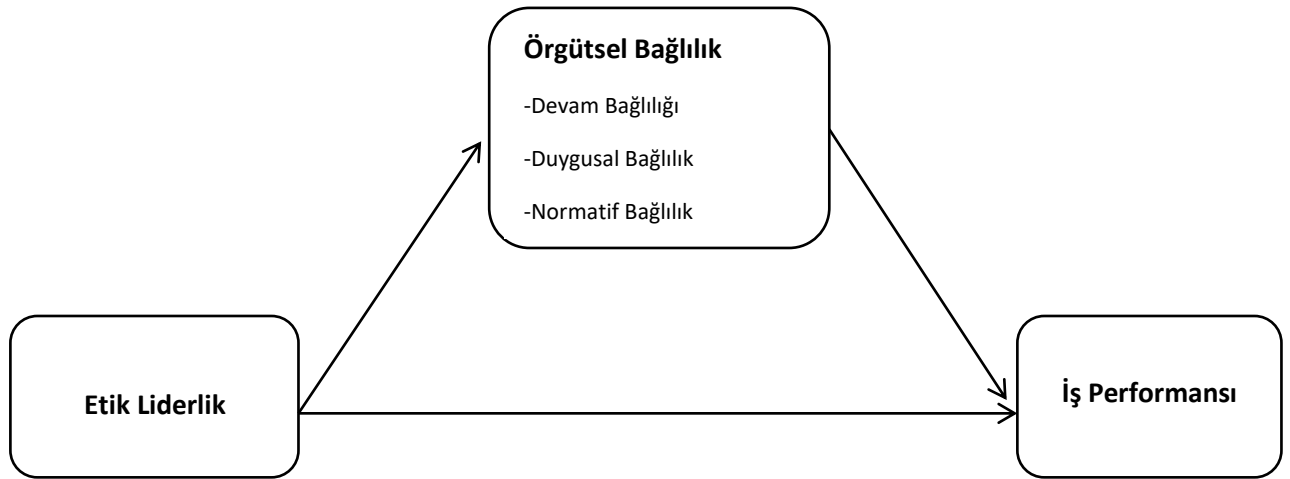 Örgütsel Bağlılık
-Devam Bağlılığı
-Duygusal Bağlılık
-Normatif Bağlılık
Etik Liderlik
İş Performansı